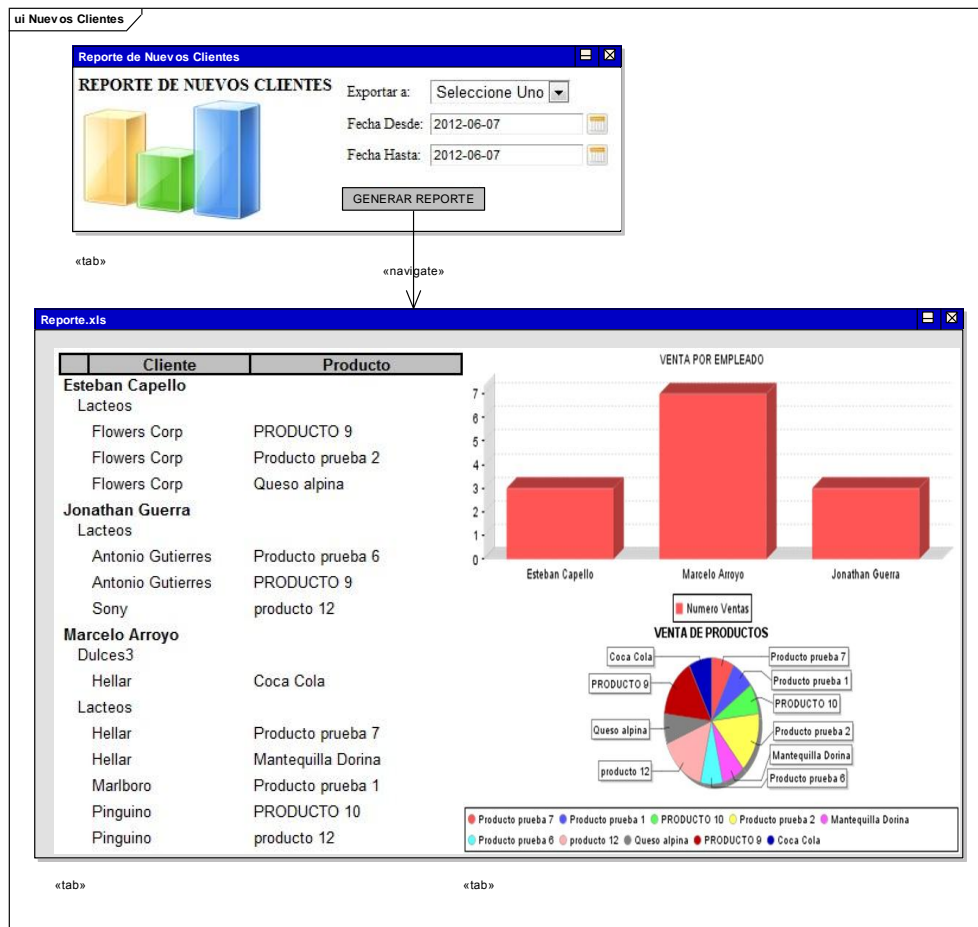 ui Nuevos Clientes
Reporte de Nuevos Clientes
REPORTE DE NUEVOS CLIENTES
Exportar a: Seleccione Uno
Fecha Desde: 2012-06-07
Fecha Hasta: 2012-06-07
GENERAR REPORTE
«tab»
«navigate»
Reporte.xls
Cliente Producto
Esteban Capello
Lacteos
Flowers Corp PRODUCTO 9
Flowers Corp Producto prueba 2
Flowers Corp Queso alpina
Jonathan Guerra
Lacteos
Antonio Gutierres Producto prueba 6
Antonio Gutierres PRODUCTO 9
Sony producto 12
Marcelo Arroyo
Dulces3
Hellar Coca Cola
Lacteos
Hellar Producto prueba 7
Hellar Mantequilla Dorina
Marlboro Producto prueba 1
Pinguino PRODUCTO 10
Pinguino producto 12
VENTA POR EMPLEADO
7
6
5
4
3
2
1
0
Esteban Capello Marcelo Arroyo Jonathan Guerra
Numero Ventas
VENTA DE PRODUCTOS
Coca Cola Producto prueba 7
PRODUCTO 9 Producto prueba 1
PRODUCTO 10
Queso alpina Producto prueba 2
Mantequilla Dorina
producto 12 Producto prueba 6
Producto prueba 7 Producto prueba 1 PRODUCTO 10 Producto prueba 2 Mantequilla Dorina
Producto prueba 6 producto 12 Queso alpina PRODUCTO 9 Coca Cola
«tab» «tab»